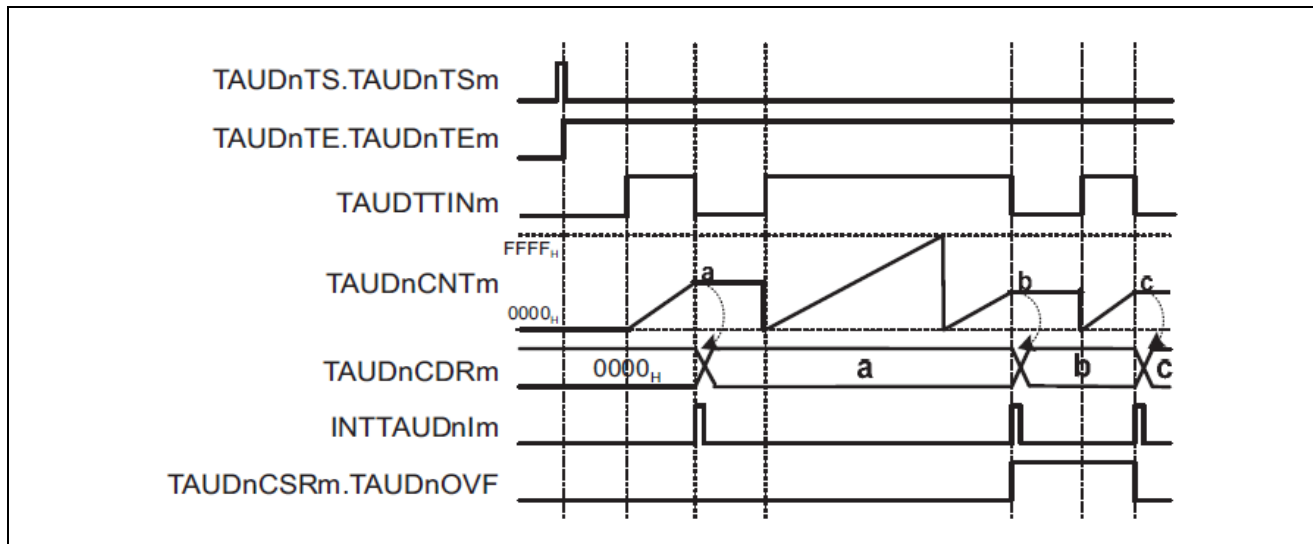 TAUDnTS.TAUDnTSm
TAUDnTE.TAUDnTEm
TAUDTTINm
FFFFH
TAUDnCNTm
a
b
c
0000H
TAUDnCDRm
0000H
a
b
c
INTTAUDnIm
TAUDnCSRm.TAUDnOVF